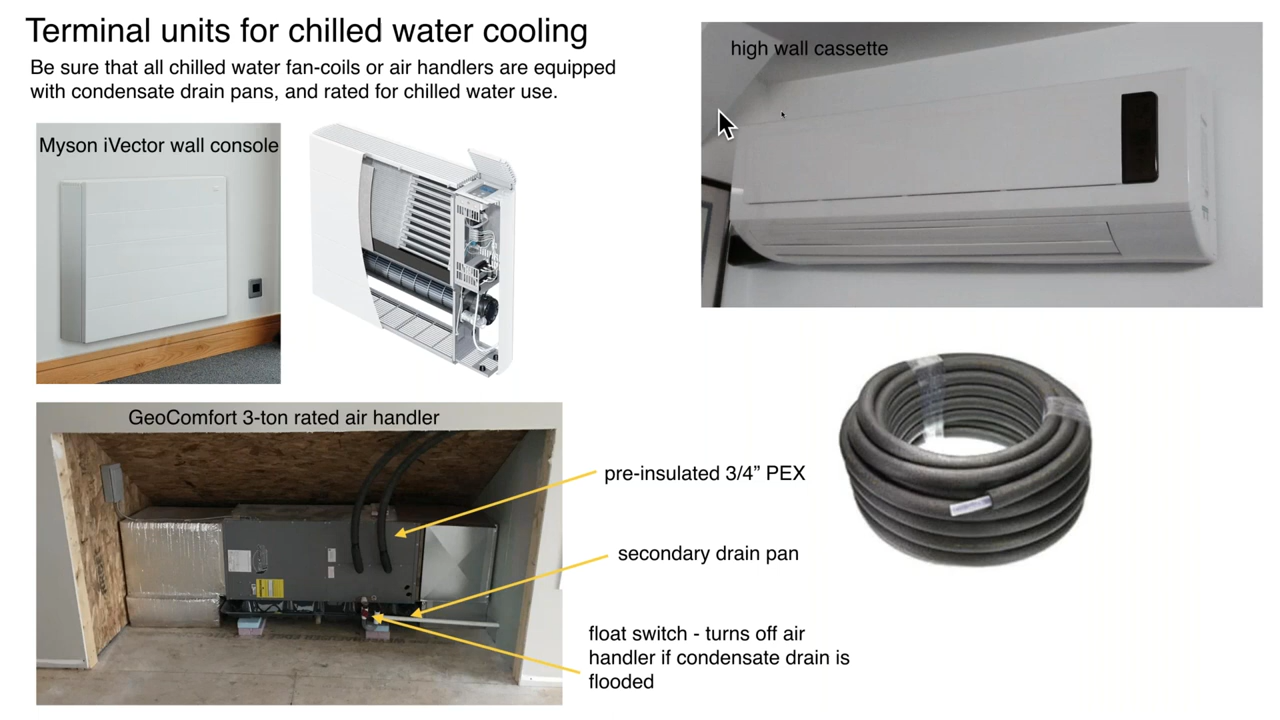 Terminal units for chilled water cooling
Be sure that all chilled water fan-coils or air handlers are equipped
with condensate drain pans, and rated for chilled water use.
high wall cassette
Myson iVector wall console
GeoComfort 3-ton rated air handler
pre-insulated 3/4” PEX
secondary drain pan
float switch - turns off air
handler if condensate drain is
flooded